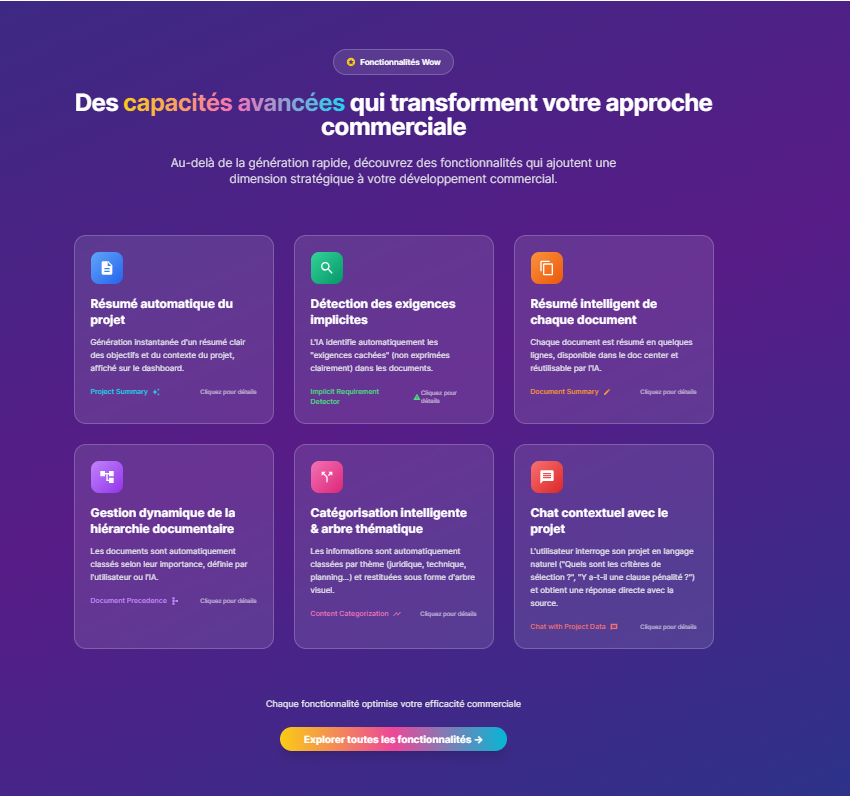 Fonctionnalités Wow
Des capacités avancées qui transforment votre approche
commerciale
Au-delà de la génération rapide, découvrez des fonctionnalités qui ajoutent une
dimension stratégique à votre développement commercial.
Résumé automatique du
projet
Génération instantanée d'un résumé clair
des objectifs et du contexte du projet,
affiché sur le dashboard.
Project Summary
Cliquez pour détails
Détection des exigences
implicites
L'IA identifie automatiquement les
"exigences cachées" (non exprimées
clairement) dans les documents.
Implicit Requirement
Detector
Cliquez pour
détails
Résumé intelligent de
chaque document
Chaque document est résumé en quelques
lignes, disponible dans le doc center et
réutilisable par l'IA.
Document Summary
Cliquez pour détails
Gestion dynamique de la
hiérarchie documentaire
Les documents sont automatiquement
classés selon leur importance, définie par
l'utilisateur ou l'IA.
Document Precedence
Cliquez pour détails
Catégorisation intelligente
& arbre thématique
Les informations sont automatiquement
classées par thème (juridique, technique,
planning...) et restituées sous forme d'arbre
visuel.
Content Categorization
Cliquez pour détails
Chat contextuel avec le
projet
L'utilisateur interroge son projet en langage
naturel ("Quels sont les critères de
sélection ?", "Y a-t-il une clause pénalité ?")
et obtient une réponse directe avec la
source.
Chat with Project Data
Cliquez pour détails
Chaque fonctionnalité optimise votre efficacité commerciale
Explorer toutes les fonctionnalités →